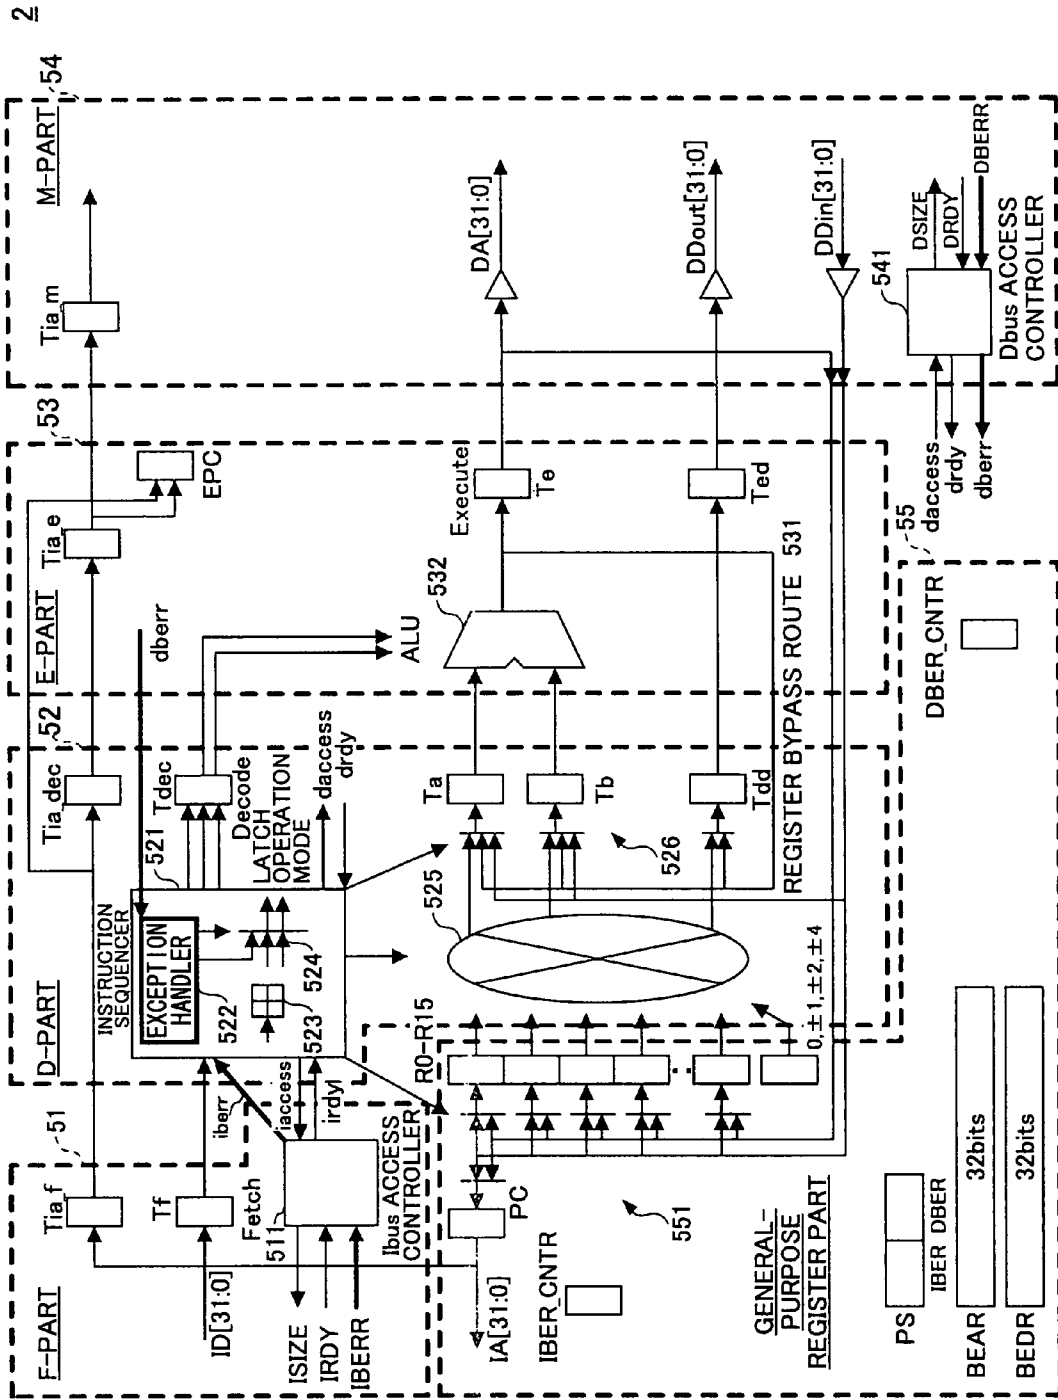 2
F-PART
51
Tia_f
Tf
ID[31:0]
Fetch
511
Ibus ACCESS
CONTROLLER
ISIZE
IRDY
IBERR
iberr
iaccess
irdyl
D-PART
52
Tia_dec
INSTRUCTION
SEQUENCER
521
EXCEPTION
HANDLER
522
523
524
Tdec
Decode
LATCH
OPERATION
MODE
daccess
drdy
525
526
Ta
Tb
Tdd
E-PART
53
Tia_e
EPC
dberr
ALU
532
Execute
Te
Ted
REGISTER BYPASS ROUTE 531
M-PART
54
Tia_m
DA[31:0]
DDout[31:0]
DDin[31:0]
541
DSIZE
DRDY
DBERR
Dbus ACCESS
CONTROLLER
daccess
drdy
dberr
55
R0-R15
0,±1,±2,±4
PC
IA[31:0]
551
IBER_CNTR
DBER_CNTR
GENERAL-
PURPOSE
REGISTER PART
PS
IBER DBER
BEAR
32bits
BEDR
32bits